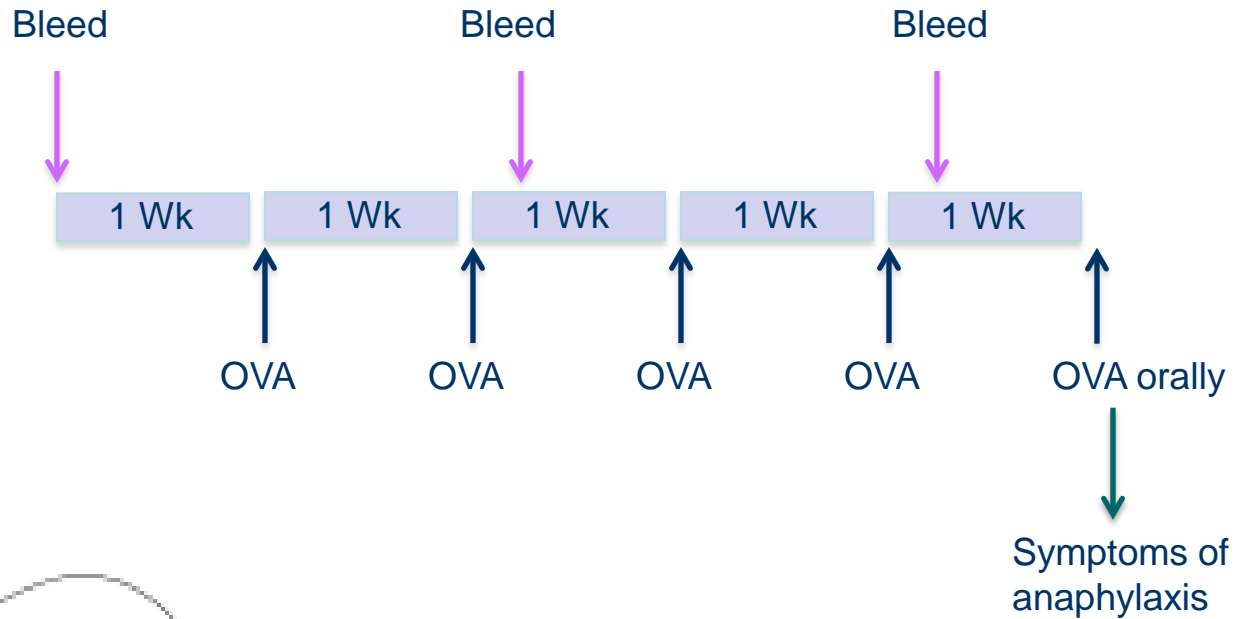 Bleed Bleed Bleed
1 Wk 1 Wk 1 Wk 1 Wk 1 Wk
OVA OVA OVA OVA OVA orally
Symptoms of
anaphylaxis